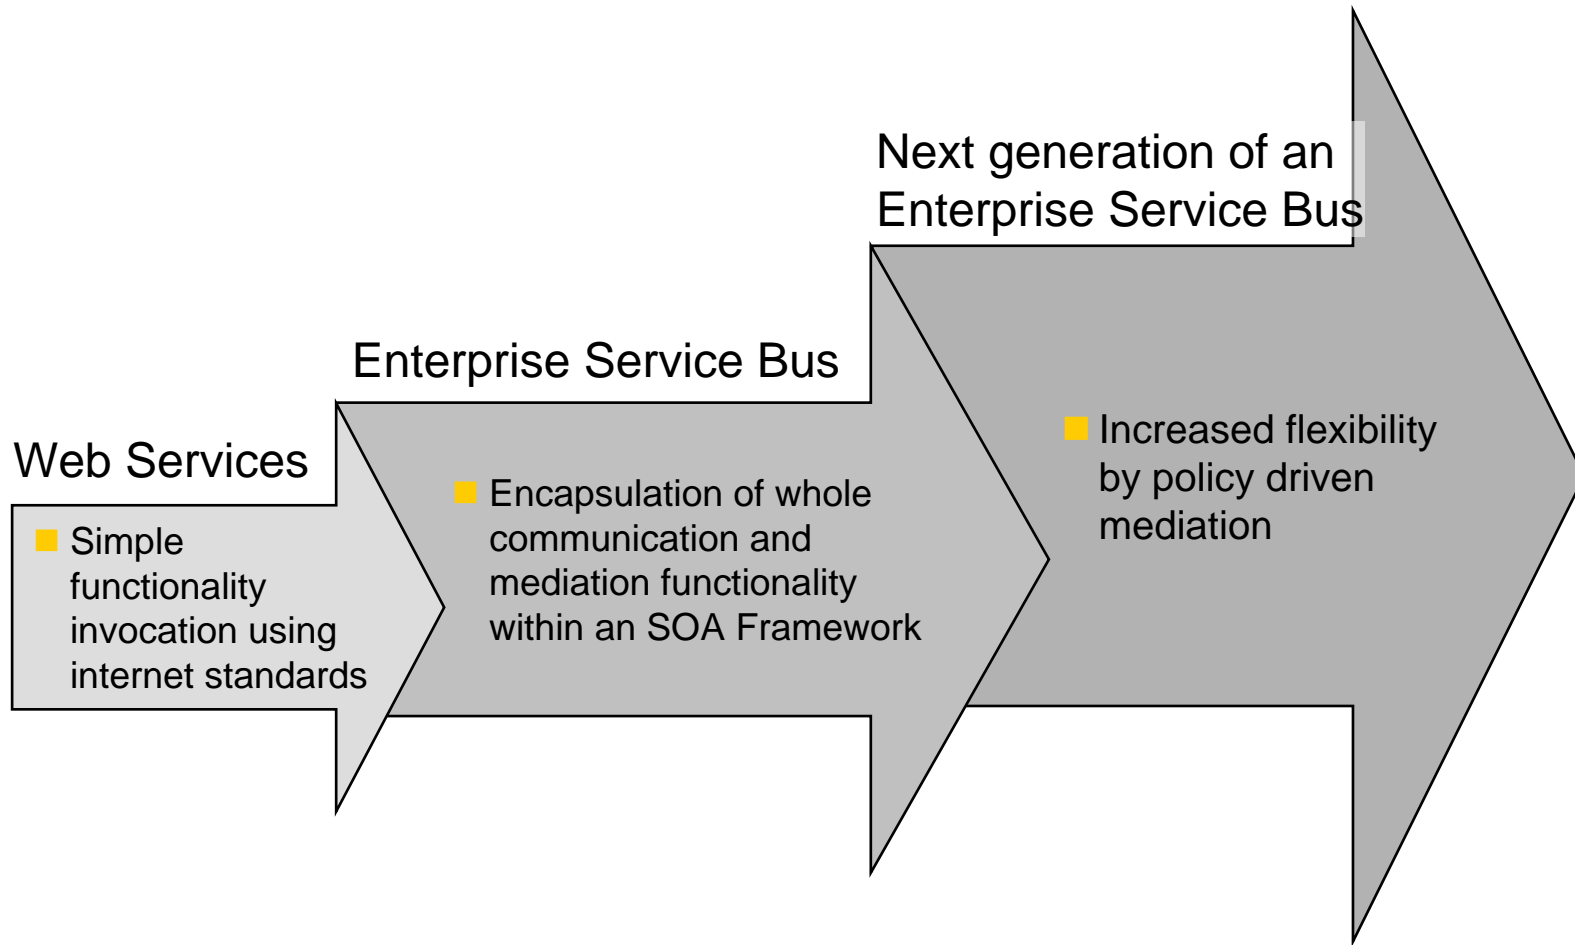 Next generation of an
Enterprise Service Bus
Enterprise Service Bus
Web Services
Simple
functionality
invocation using
internet standards
Encapsulation of whole
communication and
mediation functionality
within an SOA Framework
Increased flexibility
by policy driven
mediation